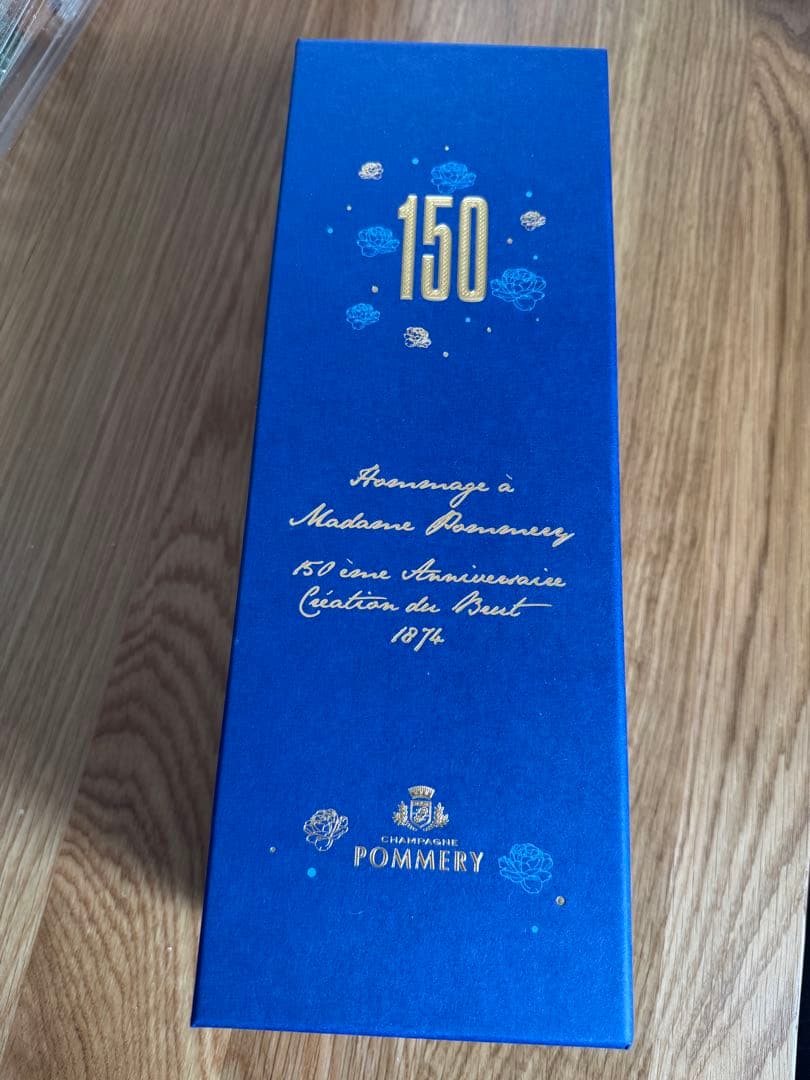 150
Hommage à
Madame Pommery
150 ème Anniversaire
Création du Brut
1874
CHAMPAGNE
POMMERY